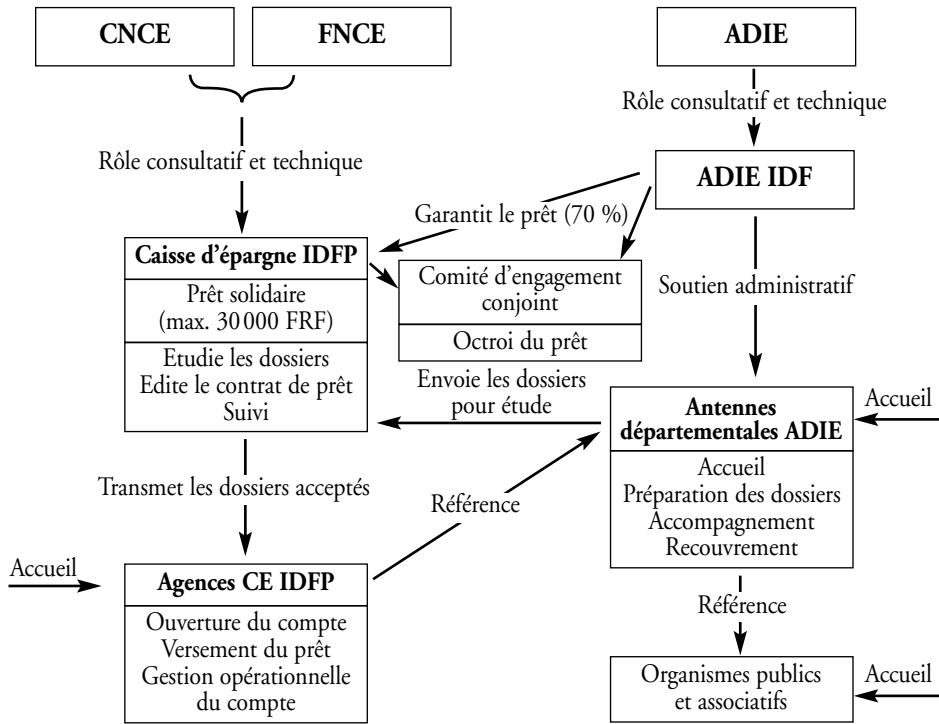 CNCE
FNCE
ADIE
Rôle consultatif et technique
Rôle consultatif et technique
ADIE IDF
Garantit le prêt (70 %)
Caisse d'épargne IDFP
Prêt solidaire
(max. 30 000 FRF)
Etudie les dossiers
Edite le contrat de prêt
Suivi
Comité d'engagement
conjoint
Octroi du prêt
Soutien administratif
Envoie les dossiers
pour étude
Antennes
départementales ADIE
Accueil
Préparation des dossiers
Accompagnement
Recouvrement
Accueil
Transmet les dossiers acceptés
Référence
Accueil
Agences CE IDFP
Ouverture du compte
Versement du prêt
Gestion opérationnelle
du compte
Référence
Organismes publics
et associatifs
Accueil